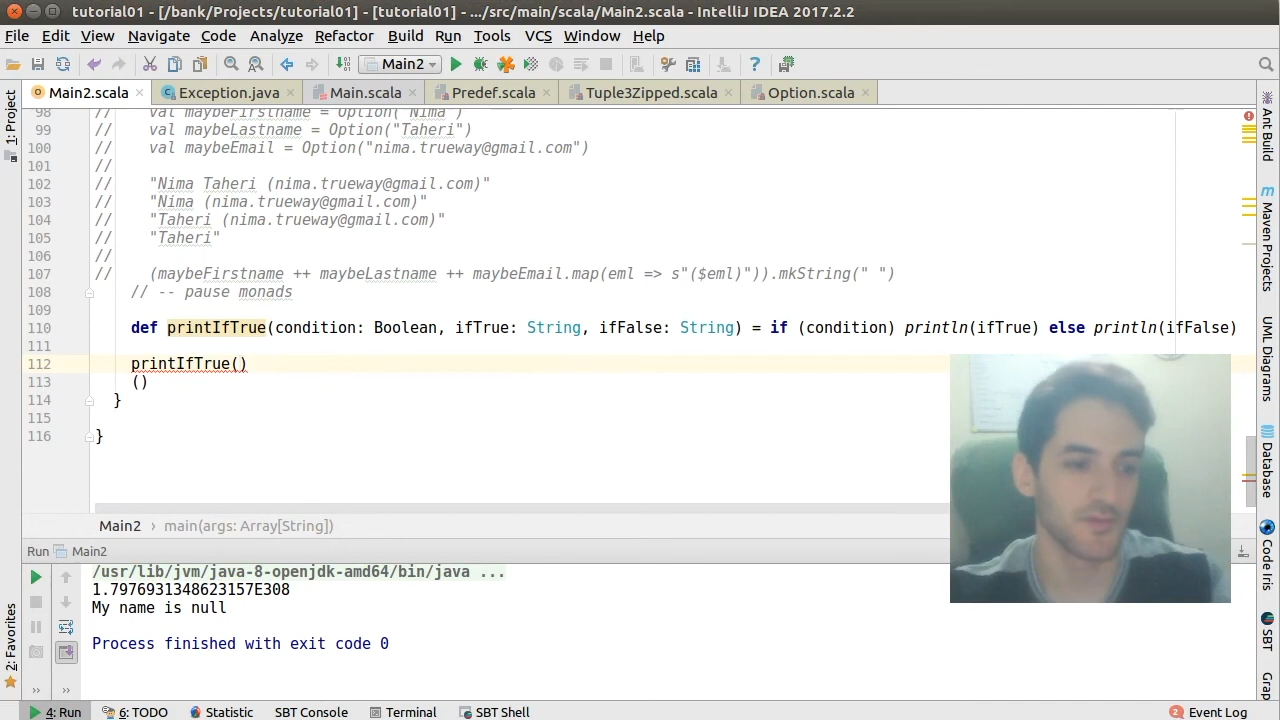 tutorial01 - [/bank/Projects/tutorial01] - [tutorial01] - .../src/main/scala/Main2.scala - IntelliJ IDEA 2017.2.2
File Edit View Navigate Code Analyze Refactor Build Run Tools VCS Window Help
Main2
Main2.scala Exception.java Main.scala Predef.scala Tuple3Zipped.scala Option.scala
98 // val maybeFirstname = Option("Nima")
99 // val maybeLastname = Option("Taheri")
100 // val maybeEmail = Option("nima.trueway@gmail.com")
101 //
102 // "Nima Taheri (nima.trueway@gmail.com)"
103 // "Nima (nima.trueway@gmail.com)"
104 // "Taheri (nima.trueway@gmail.com)"
105 // "Taheri"
106 //
107 // (maybeFirstname ++ maybeLastname ++ maybeEmail.map(eml => s"($eml)")).mkString(" ")
108 // -- pause monads
109
110 def printIfTrue(condition: Boolean, ifTrue: String, ifFalse: String) = if (condition) println(ifTrue) else println(ifFalse)
111
112 printIfTrue()
113 ()
114 }
115
116 }
Main2 › main(args: Array[String])
Run Main2
/usr/lib/jvm/java-8-openjdk-amd64/bin/java ...
1.7976931348623157E308
My name is null
Process finished with exit code 0
4: Run 6: TODO Statistic SBT Console Terminal SBT Shell 2 Event Log
1: Project
2: Favorites
Ant Build
m Maven Projects
UML Diagrams
Database
Code Iris
SBT
Grap